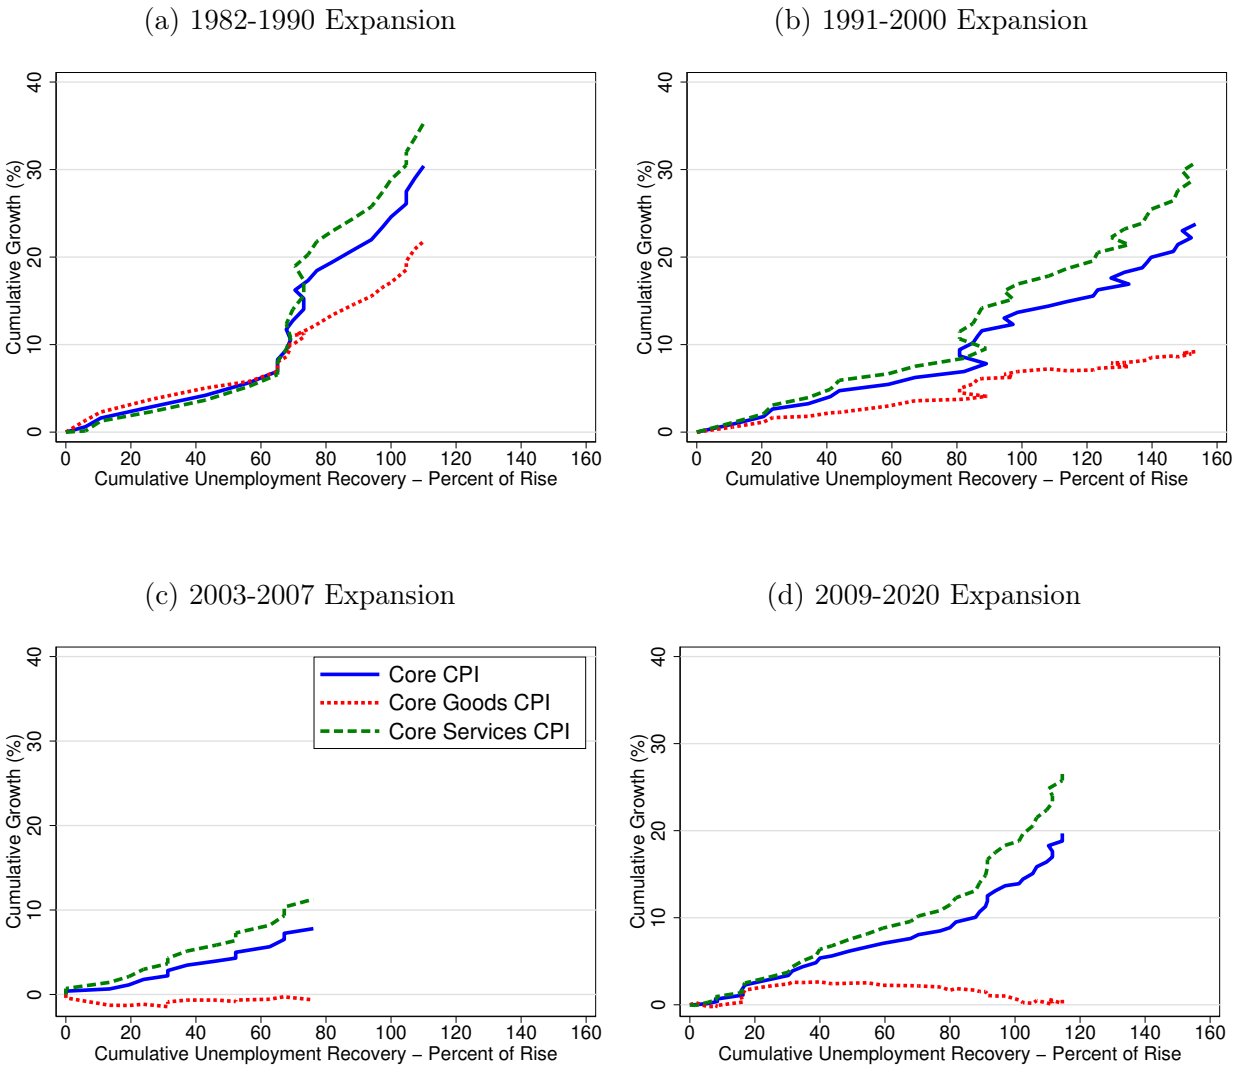 (a) 1982-1990 Expansion
Cumulative Growth (%)
40
30
20
10
0
0 20 40 60 80 100 120 140 160
Cumulative Unemployment Recovery − Percent of Rise
(b) 1991-2000 Expansion
Cumulative Growth (%)
40
30
20
10
0
0 20 40 60 80 100 120 140 160
Cumulative Unemployment Recovery − Percent of Rise
(c) 2003-2007 Expansion
Cumulative Growth (%)
40
30
20
10
0
Core CPI
Core Goods CPI
Core Services CPI
0 20 40 60 80 100 120 140 160
Cumulative Unemployment Recovery − Percent of Rise
(d) 2009-2020 Expansion
Cumulative Growth (%)
40
30
20
10
0
0 20 40 60 80 100 120 140 160
Cumulative Unemployment Recovery − Percent of Rise